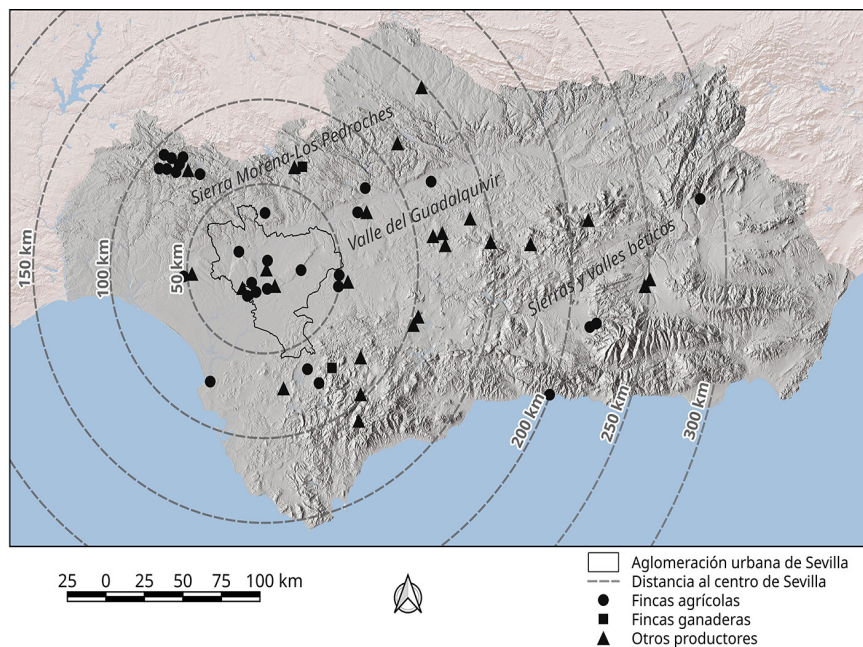 Sierra Morena-Los Pedroches
Valle del Guadalquivir
Sierras y valles béticos
150 km
100 km
50 km
200 km
250 km
300 km
25 0 25 50 75 100 km
Aglomeración urbana de Sevilla
Distancia al centro de Sevilla
Fincas agrícolas
Fincas ganaderas
Otros productores